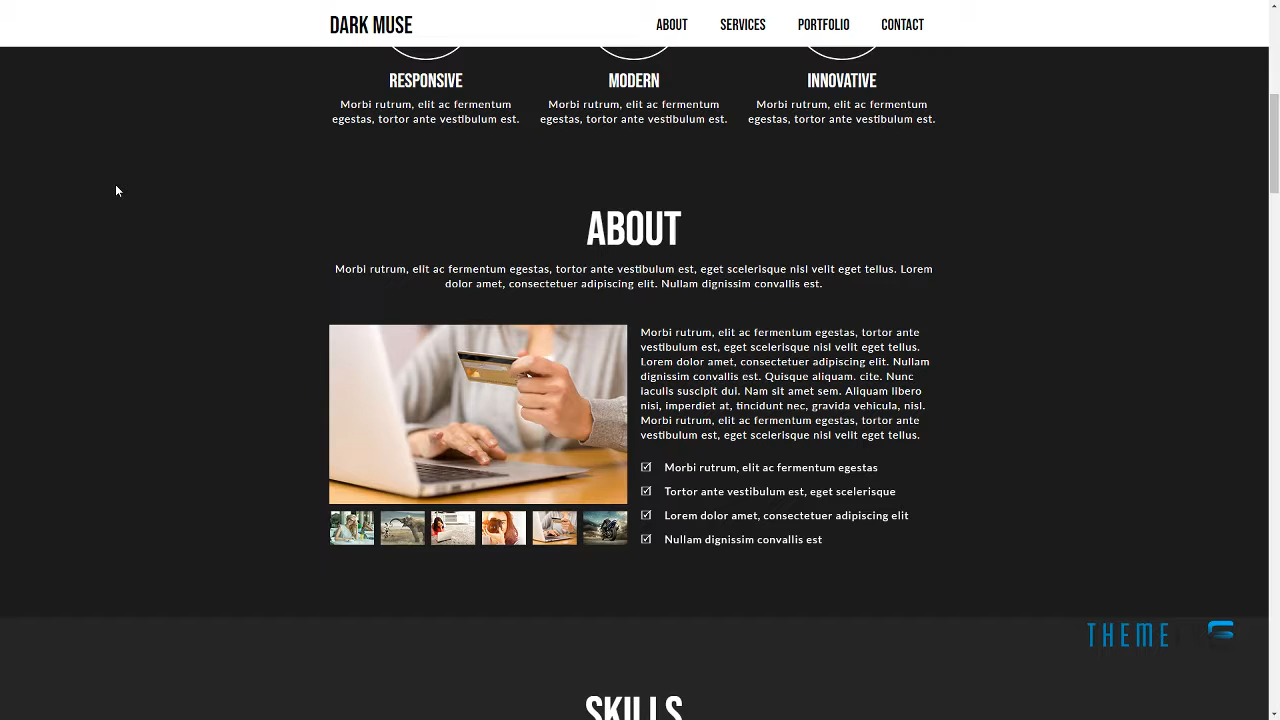 DARK MUSE
ABOUT SERVICES PORTFOLIO CONTACT
RESPONSIVE
Morbi rutrum, elit ac fermentum
egestas, tortor ante vestibulum est.
MODERN
Morbi rutrum, elit ac fermentum
egestas, tortor ante vestibulum est.
INNOVATIVE
Morbi rutrum, elit ac fermentum
egestas, tortor ante vestibulum est.
ABOUT
Morbi rutrum, elit ac fermentum egestas, tortor ante vestibulum est, eget scelerisque nisl velit eget tellus. Lorem
dolor amet, consectetuer adipiscing elit. Nullam dignissim convallis est.
Morbi rutrum, elit ac fermentum egestas, tortor ante
vestibulum est, eget scelerisque nisl velit eget tellus.
Lorem dolor amet, consectetuer adipiscing elit. Nullam
dignissim convallis est. Quisque aliquam. cite. Nunc
iaculis suscipit dui. Nam sit amet sem. Aliquam libero
nisi, imperdiet at, tincidunt nec, gravida vehicula, nisl.
Morbi rutrum, elit ac fermentum egestas, tortor ante
vestibulum est, eget scelerisque nisl velit eget tellus.
Morbi rutrum, elit ac fermentum egestas
Tortor ante vestibulum est, eget scelerisque
Lorem dolor amet, consectetuer adipiscing elit
Nullam dignissim convallis est
THEME
SKILLS